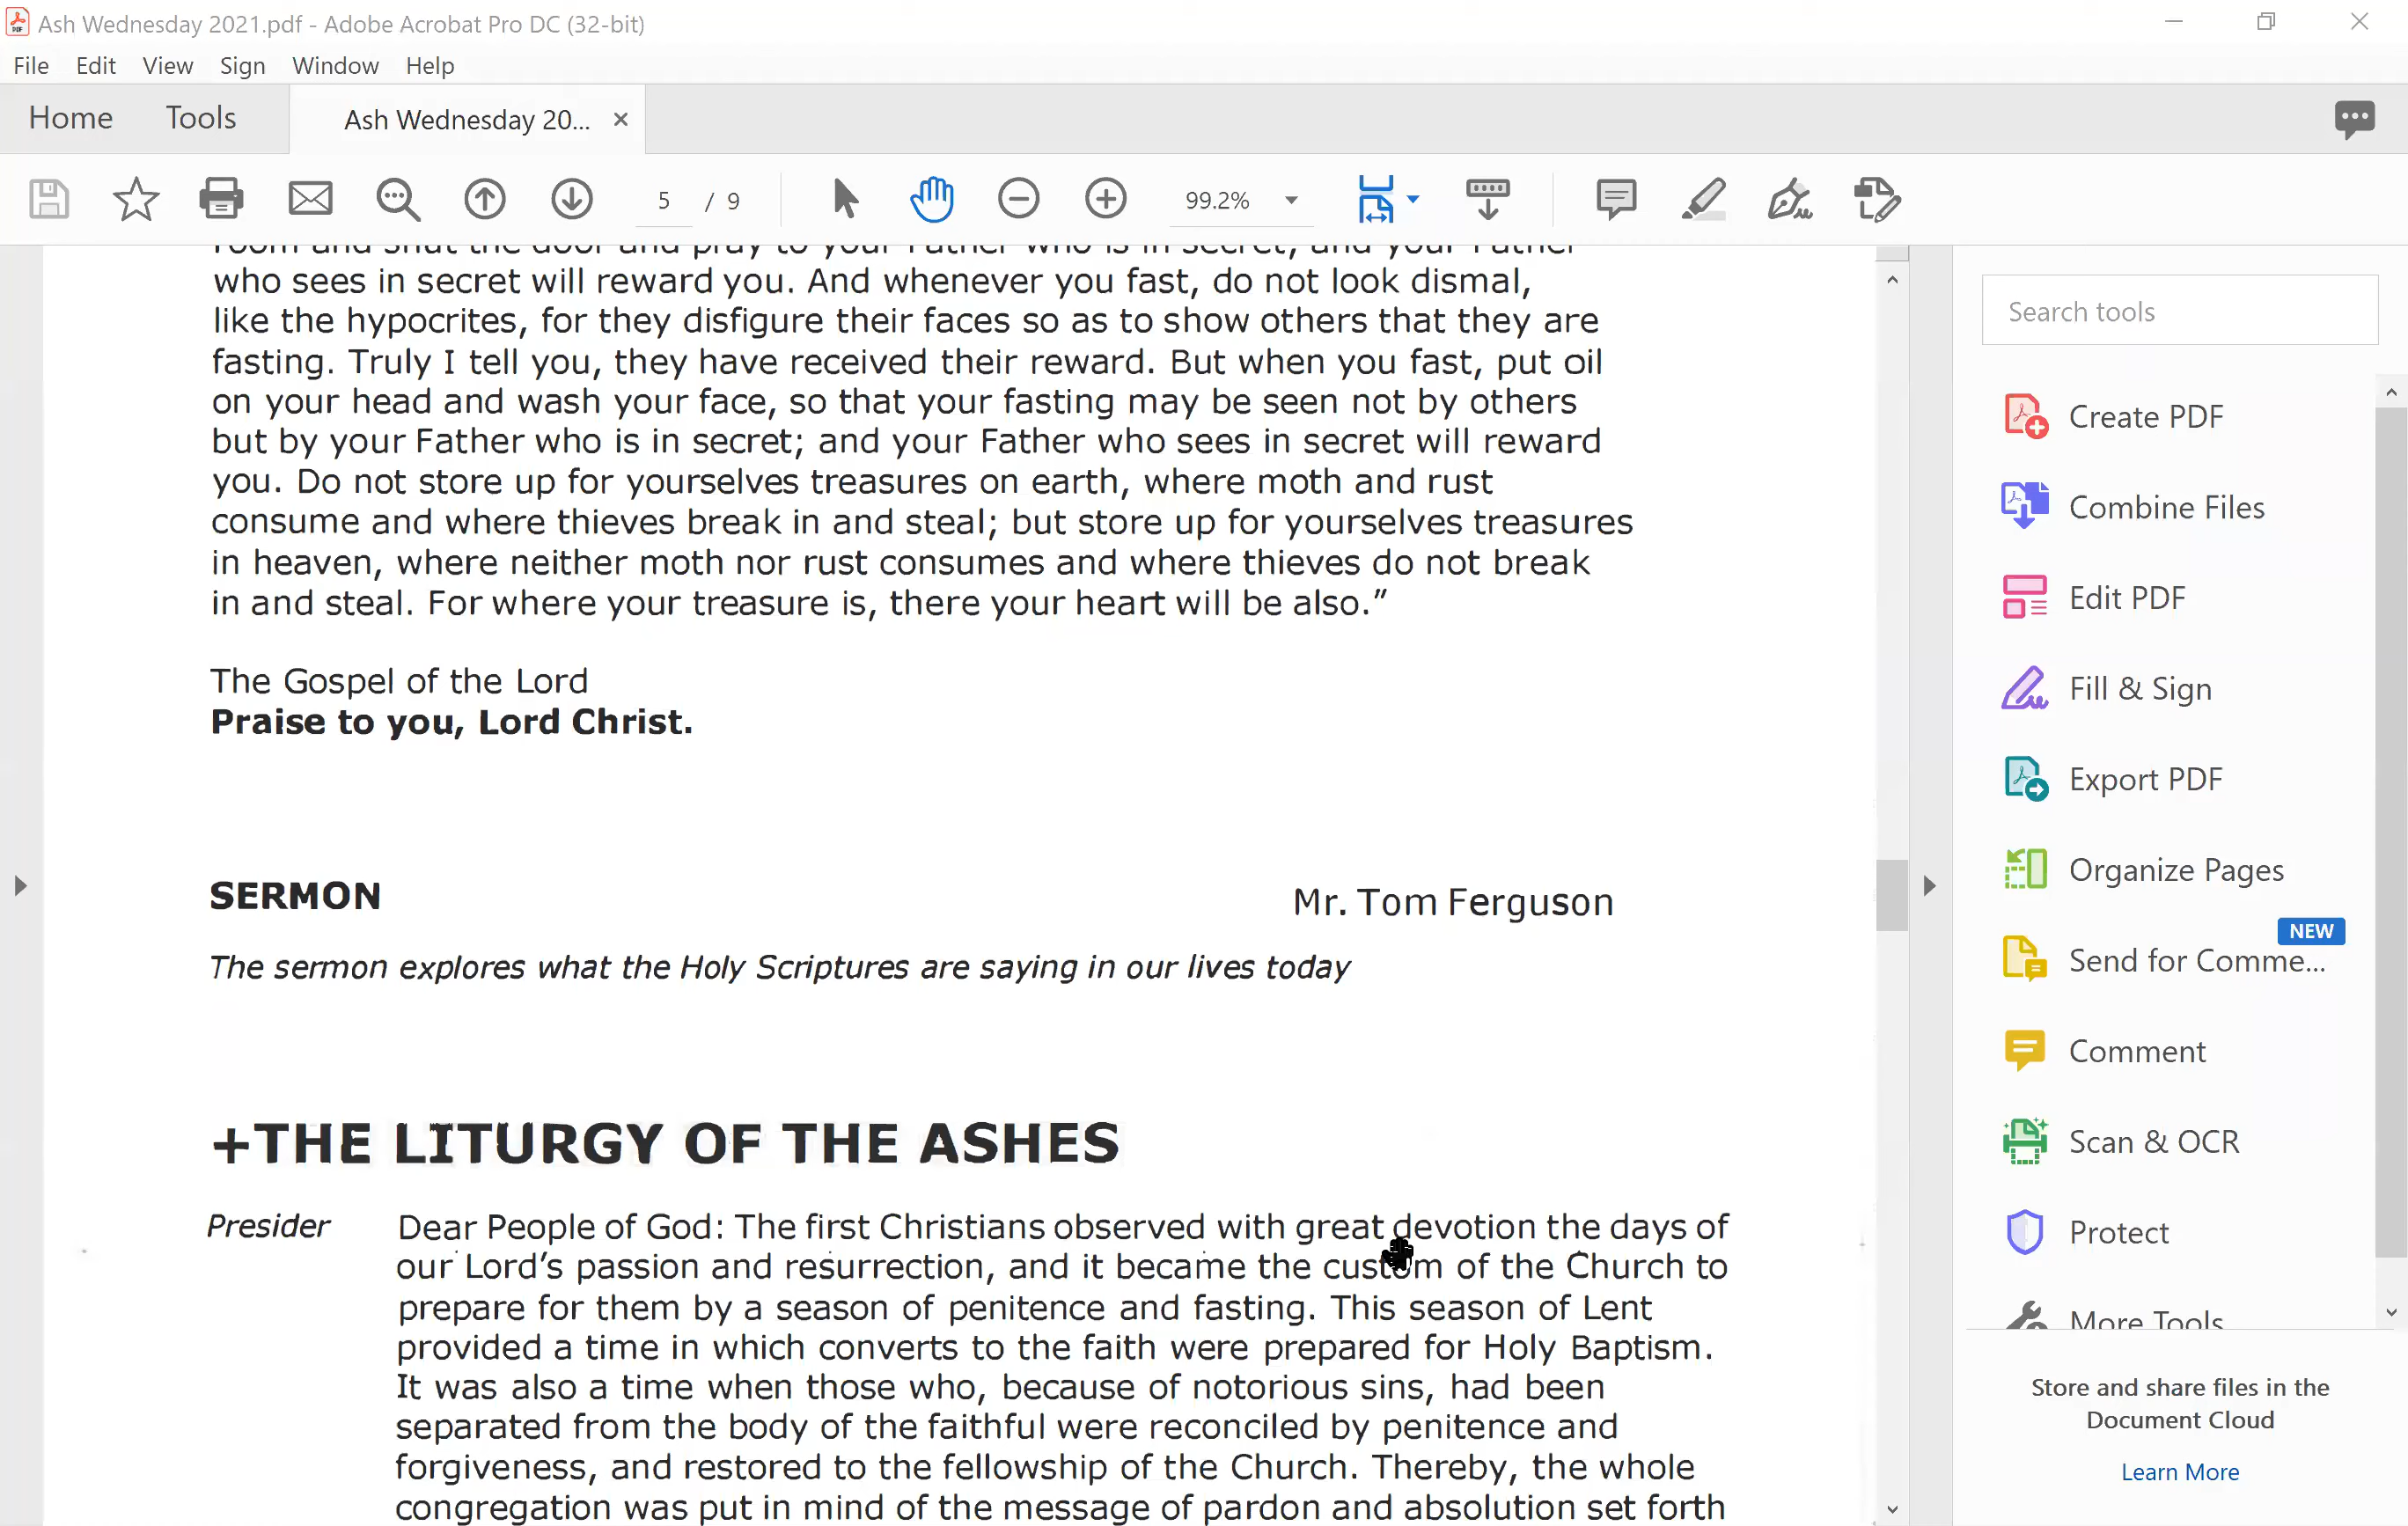 Ash Wednesday 2021.pdf - Adobe Acrobat Pro DC (32-bit)
File Edit View Sign Window Help
Home Tools Ash Wednesday 20...
5 / 9 99.2%
room and shut the door and pray to your Father who is in secret; and your Father
who sees in secret will reward you. And whenever you fast, do not look dismal,
like the hypocrites, for they disfigure their faces so as to show others that they are
fasting. Truly I tell you, they have received their reward. But when you fast, put oil
on your head and wash your face, so that your fasting may be seen not by others
but by your Father who is in secret; and your Father who sees in secret will reward
you. Do not store up for yourselves treasures on earth, where moth and rust
consume and where thieves break in and steal; but store up for yourselves treasures
in heaven, where neither moth nor rust consumes and where thieves do not break
in and steal. For where your treasure is, there your heart will be also.”
The Gospel of the Lord
Praise to you, Lord Christ.
SERMON Mr. Tom Ferguson
The sermon explores what the Holy Scriptures are saying in our lives today
+THE LITURGY OF THE ASHES
Presider Dear People of God: The first Christians observed with great devotion the days of
our Lord’s passion and resurrection, and it became the custom of the Church to
prepare for them by a season of penitence and fasting. This season of Lent
provided a time in which converts to the faith were prepared for Holy Baptism.
It was also a time when those who, because of notorious sins, had been
separated from the body of the faithful were reconciled by penitence and
forgiveness, and restored to the fellowship of the Church. Thereby, the whole
congregation was put in mind of the message of pardon and absolution set forth
Search tools
Create PDF
Combine Files
Edit PDF
Fill & Sign
Export PDF
Organize Pages
NEW
Send for Comme...
Comment
Scan & OCR
Protect
More Tools
Store and share files in the
Document Cloud
Learn More